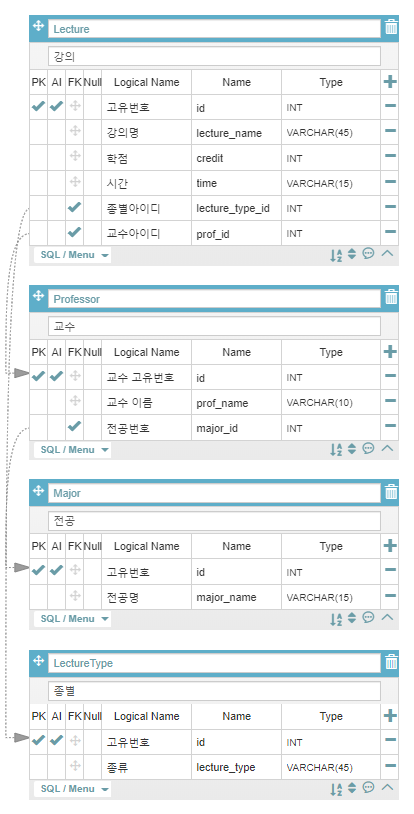 Lecture
강의
PK AI FK Null Logical Name Name Type
고유번호 id INT
강의명 lecture_name VARCHAR(45)
학점 credit INT
시간 time VARCHAR(15)
종별아이디 lecture_type_id INT
교수아이디 prof_id INT
SQL / Menu
Professor
교수
PK AI FK Null Logical Name Name Type
교수 고유번호 id INT
교수 이름 prof_name VARCHAR(10)
전공번호 major_id INT
SQL / Menu
Major
전공
PK AI FK Null Logical Name Name Type
고유번호 id INT
전공명 major_name VARCHAR(15)
SQL / Menu
LectureType
종별
PK AI FK Null Logical Name Name Type
고유번호 id INT
종류 lecture_type VARCHAR(45)
SQL / Menu